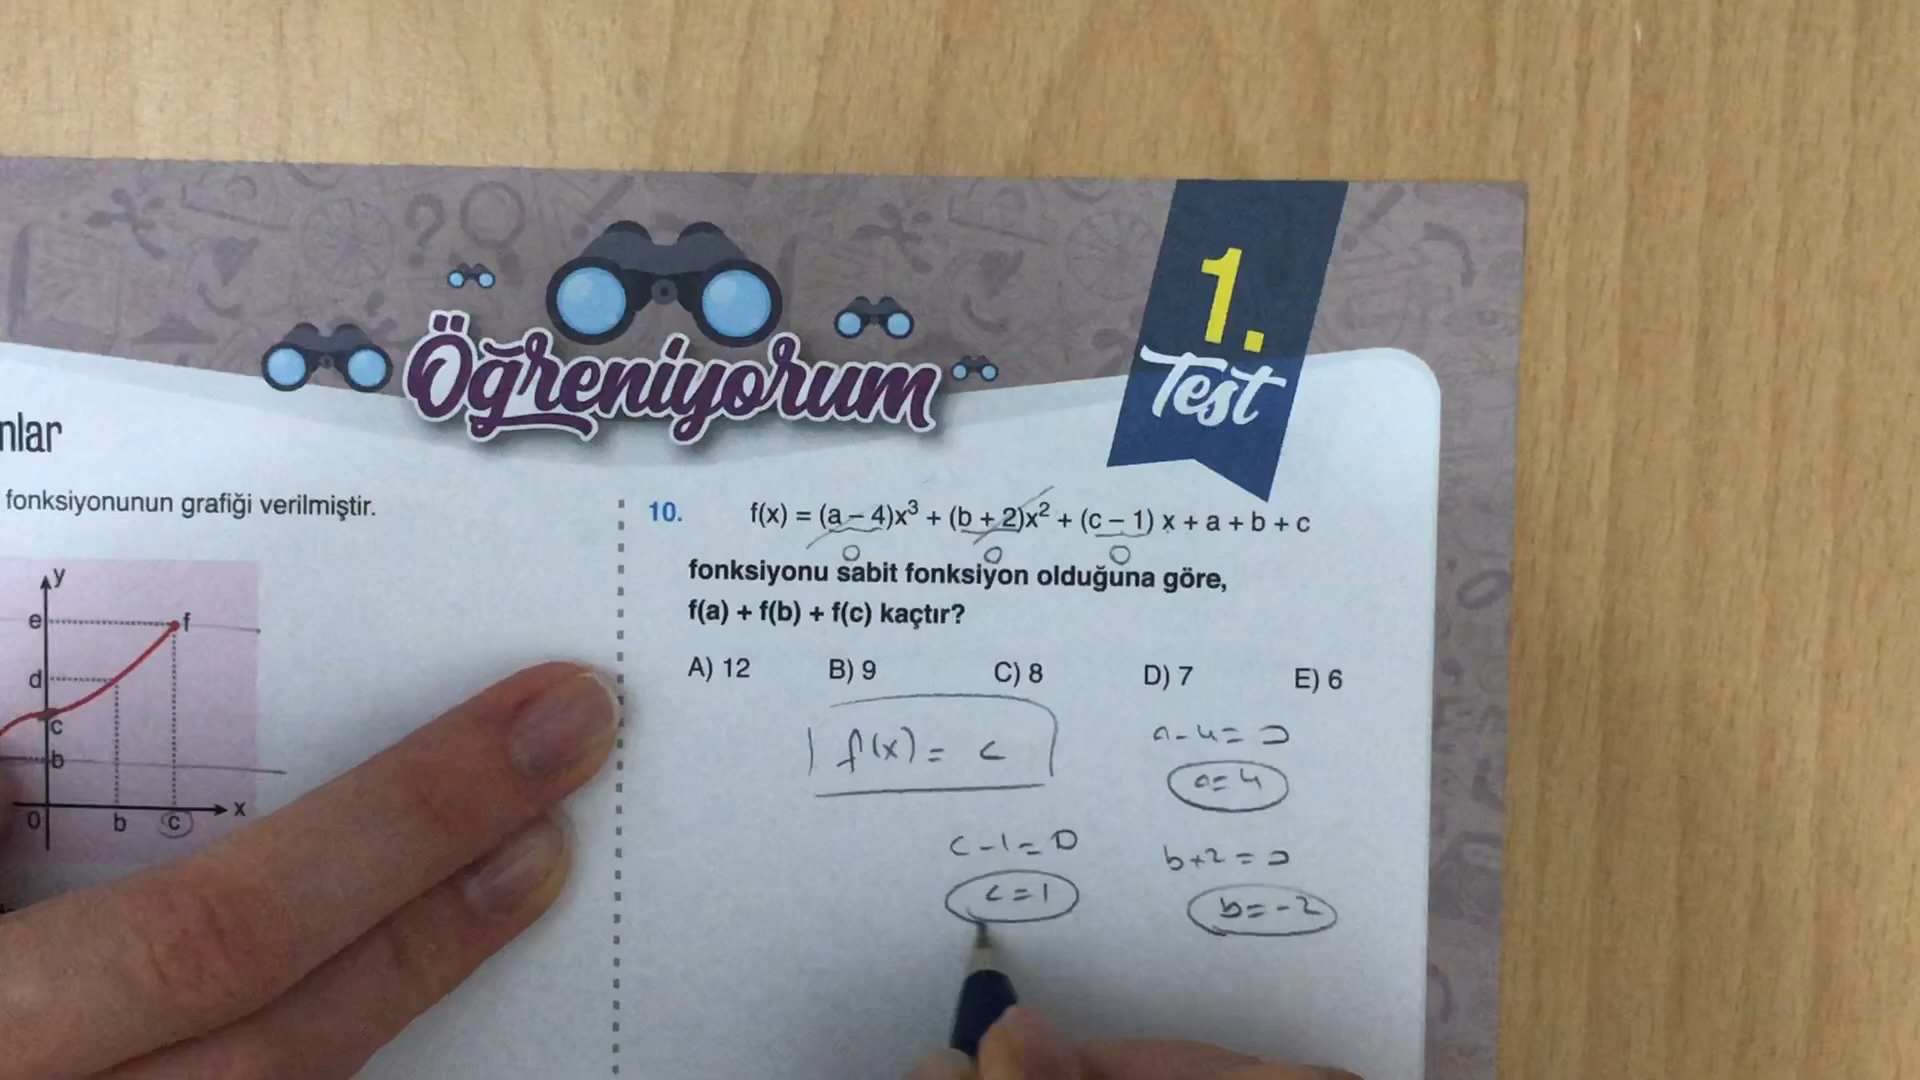 Öğreniyorum
1.
Test
nlar
fonksiyonunun grafiği verilmiştir.
y
e
f
d
c
b
0
b
c
x
10. f(x) = (a – 4)x³ + (b + 2)x² + (c – 1) x + a + b + c
0 0 0
fonksiyonu sabit fonksiyon olduğuna göre,
f(a) + f(b) + f(c) kaçtır?
A) 12 B) 9 C) 8 D) 7 E) 6
f(x) = c
a-4=0
a=4
c-1=0
c=1
b+2=0
b=-2